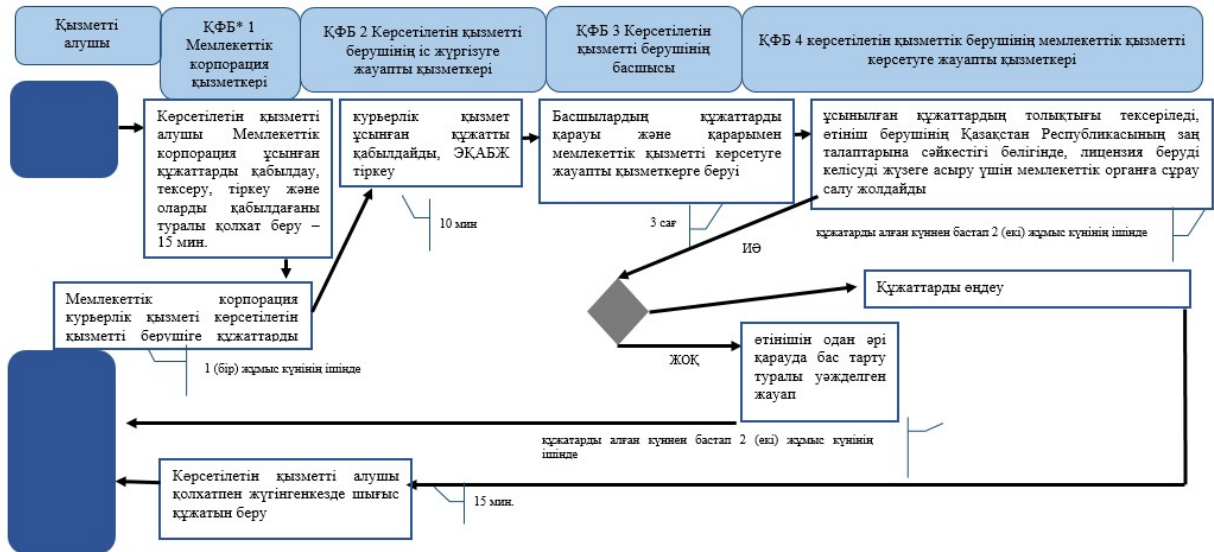 Қызметті
алушы
ҚФБ* 1
Мемлекеттік
корпорация
қызметкері
ҚФБ 2 Көрсетілетін қызметті
берушінің іс жүргізуге
жауапты қызметкері
ҚФБ 3 Көрсетілетін
қызметті берушінің
басшысы
ҚФБ 4 көрсетілетін қызметтік берушінің мемлекеттік қызметті
көрсетуге жауапты қызметкері
Көрсетілетін қызметті
алушы Мемлекеттік
корпорация ұсынған
құжаттарды қабылдау,
тексеру, тіркеу және
оларды қабылдағаны
туралы қолхат беру –
15 мин.
курьерлік қызмет
ұсынған құжатты
қабылдайды, ЭҚАБЖ
тіркеу
Басшылардың құжаттарды
қарауы және қарарымен
мемлекеттік қызметті көрсетуге
жауапты қызметкерге беруі
ұсынылған құжаттардың толықтығы тексеріледі,
өтініш берушінің Қазақстан Республикасының заң
талаптарына сәйкестігі бөлігінде, лицензия беруді
келісуді жүзеге асыру үшін мемлекеттік органға сұрау
салу жолдайды
10 мин
3 сағ
құжатарды алған күннен бастап 2 (екі) жұмыс күнінің ішінде
ИӘ
Мемлекеттік корпорация
курьерлік қызметі көрсетілетін
қызметті берушіге құжаттарды
Құжаттарды өңдеу
1 (бір) жұмыс күнінің ішінде
ЖОҚ
өтінішін одан әрі
қарауда бас тарту
туралы уәжделген
жауап
құжатарды алған күннен бастап 2 (екі) жұмыс күнінің
ішінде
Көрсетілетін қызметті алушы
қолхатпен жүгінгенкезде шығыс
құжатын беру
15 мин.